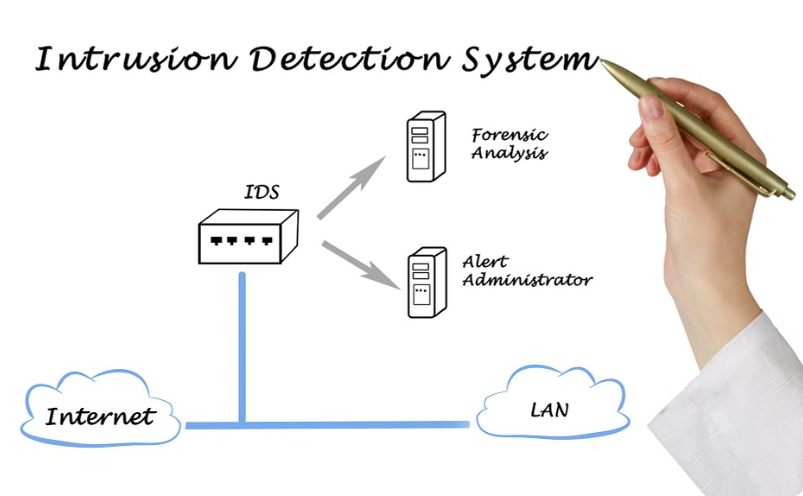 Intrusion Detection System
IDS
Forensic
Analysis
Alert
Administrator
Internet
LAN